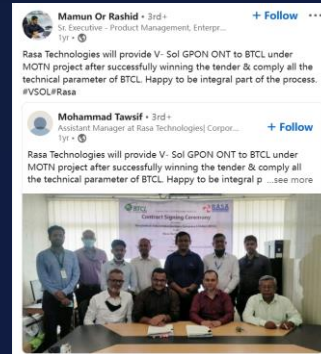 Mamun Or Rashid • 3rd+
+ Follow
Sr. Executive - Product Management, Enterpr...
1yr •
Rasa Technologies will provide V- Sol GPON ONT to BTCL under
MOTN project after successfully winning the tender & comply all the
technical parameter of BTCL. Happy to be integral part of the process.
#VSOL#Rasa
Mohammad Tawsif • 3rd+
+ Follow
Assistant Manager at Rasa Technologies| Corpor...
1yr •
Rasa Technologies will provide V- Sol GPON ONT to BTCL under
MOTN project after successfully winning the tender & comply all
the technical parameter of BTCL. Happy to be integral p ...see more
BTCL
RASA
Contract Signing Ceremony